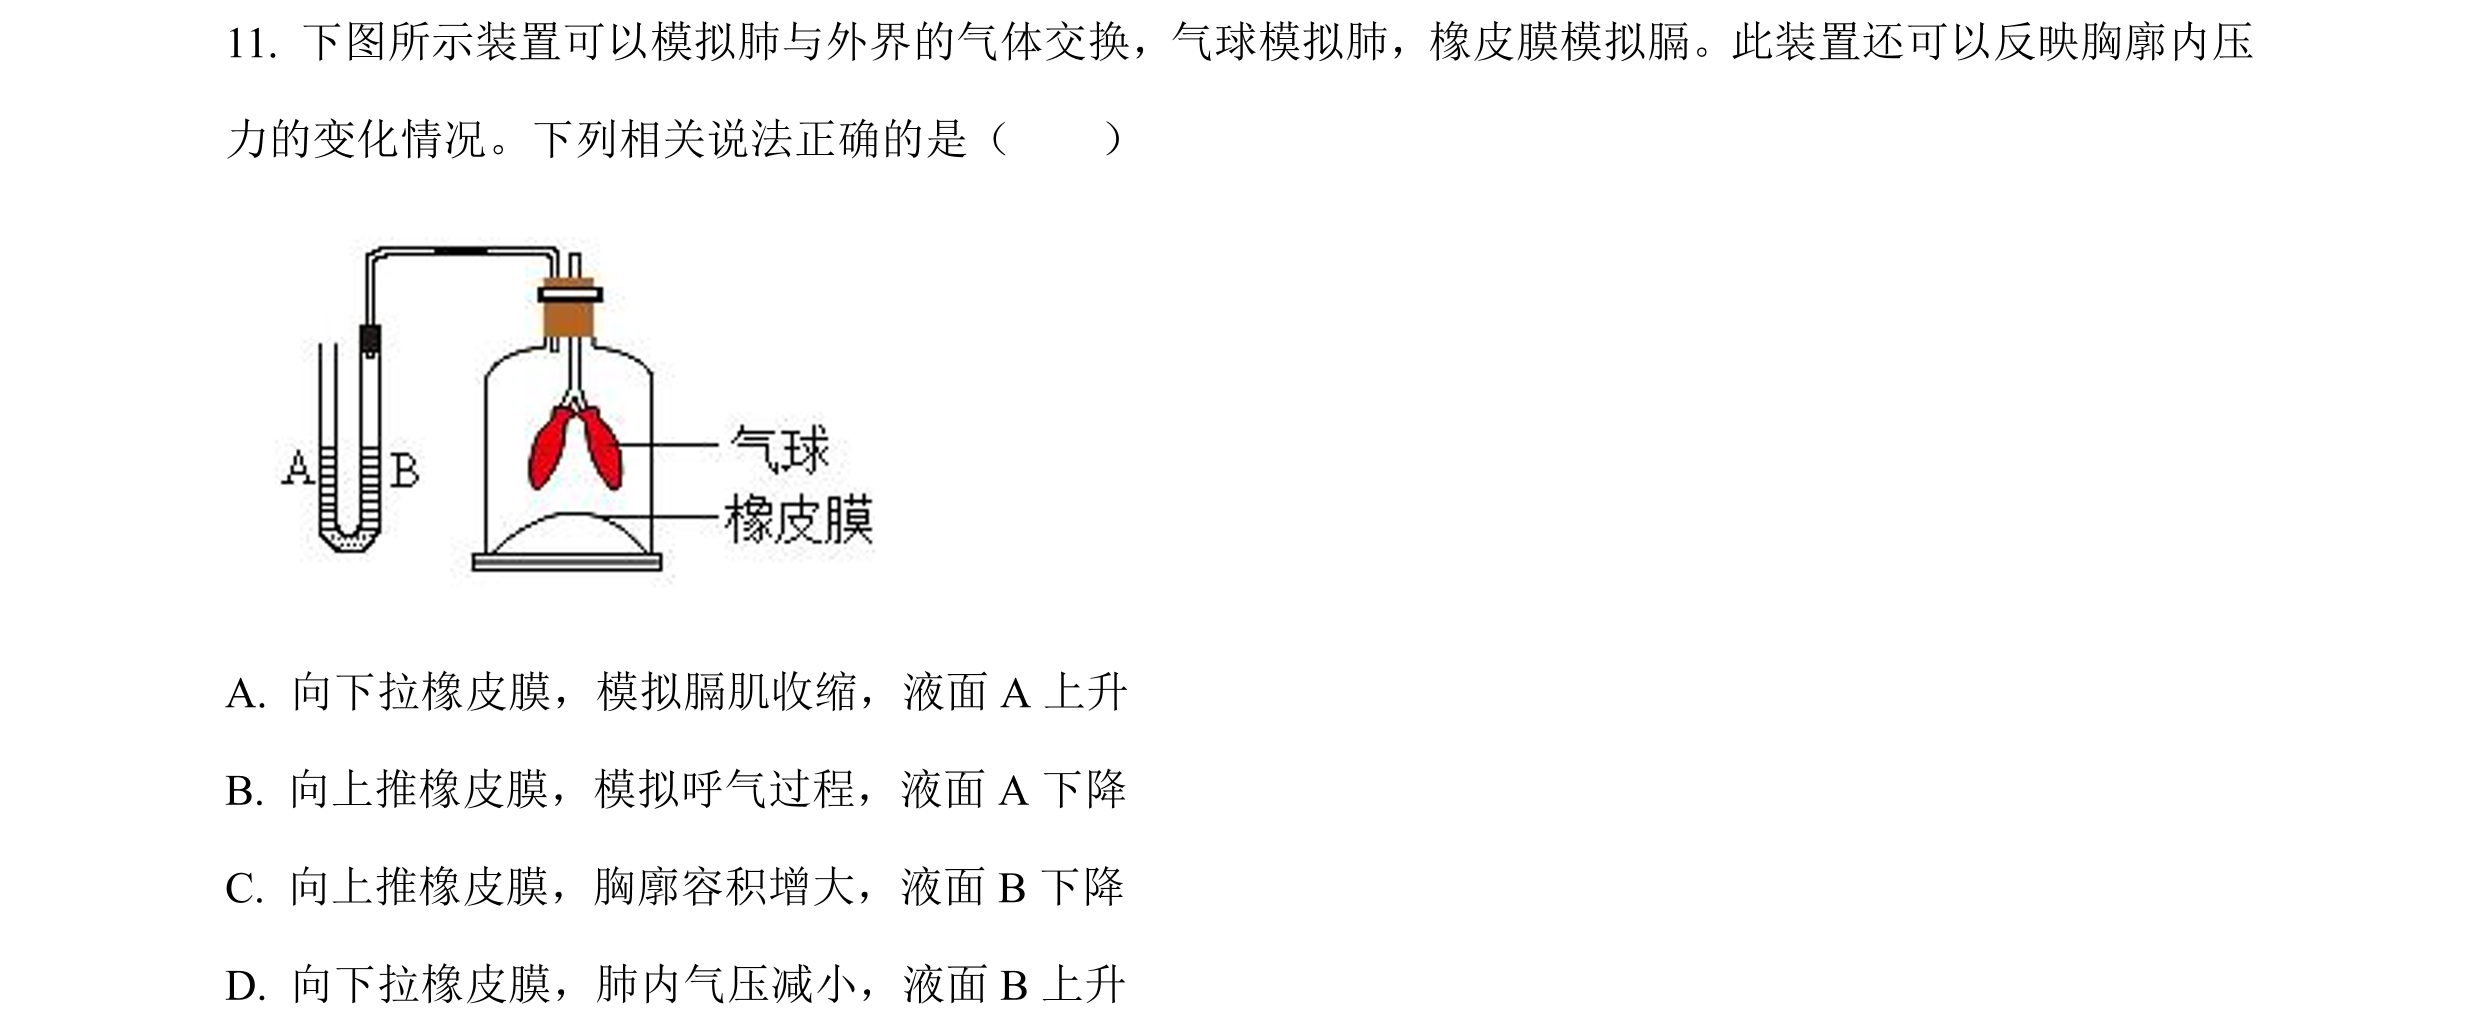 11. 下图所示装置可以模拟肺与外界的气体交换，气球模拟肺，橡皮膜模拟膈。此装置还可以反映胸廓内压
力的变化情况。下列相关说法正确的是（　　）
A B
气球
橡皮膜
A. 向下拉橡皮膜，模拟膈肌收缩，液面 A 上升
B. 向上推橡皮膜，模拟呼气过程，液面 A 下降
C. 向上推橡皮膜，胸廓容积增大，液面 B 下降
D. 向下拉橡皮膜，肺内气压减小，液面 B 上升